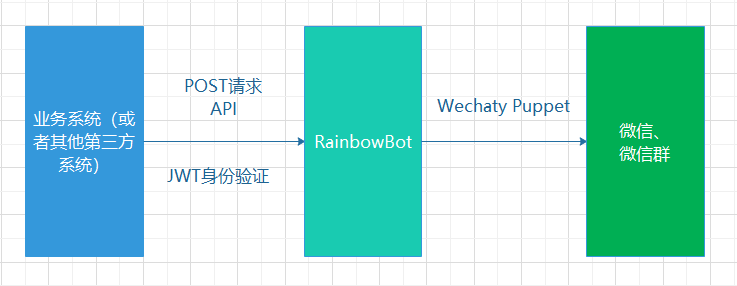 POST请求
API
Wechaty Puppet
业务系统（或
者其他第三方
系统）
RainbowBot
微信、
微信群
JWT身份验证